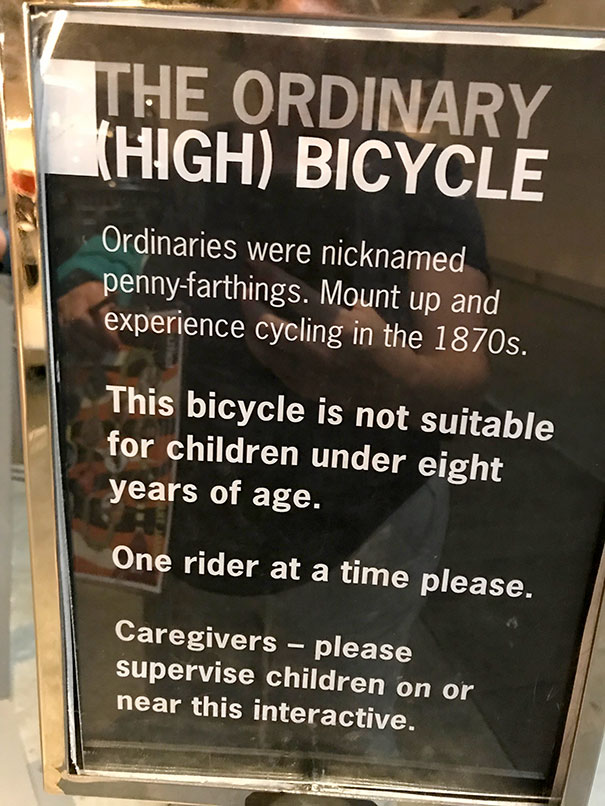 THE ORDINARY
(HIGH) BICYCLE
Ordinaries were nicknamed
penny-farthings. Mount up and
experience cycling in the 1870s.
This bicycle is not suitable
for children under eight
years of age.
One rider at a time please.
Caregivers – please
supervise children on or
near this interactive.